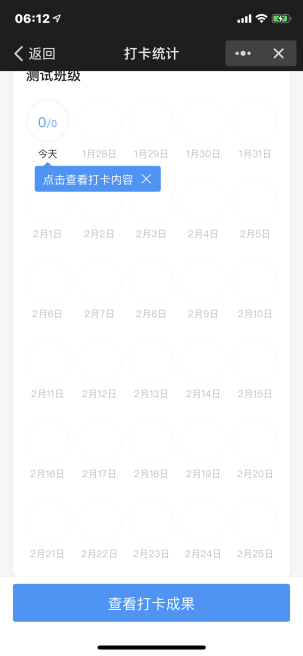 06:12
返回 打卡统计
测试班级
0/0
今天 1月28日 1月29日 1月30日 1月31日
点击查看打卡内容
2月1日 2月2日 2月3日 2月4日 2月5日
2月6日 2月7日 2月8日 2月9日 2月10日
2月11日 2月12日 2月13日 2月14日 2月15日
2月16日 2月17日 2月18日 2月19日 2月20日
2月21日 2月22日 2月23日 2月24日 2月25日
查看打卡成果